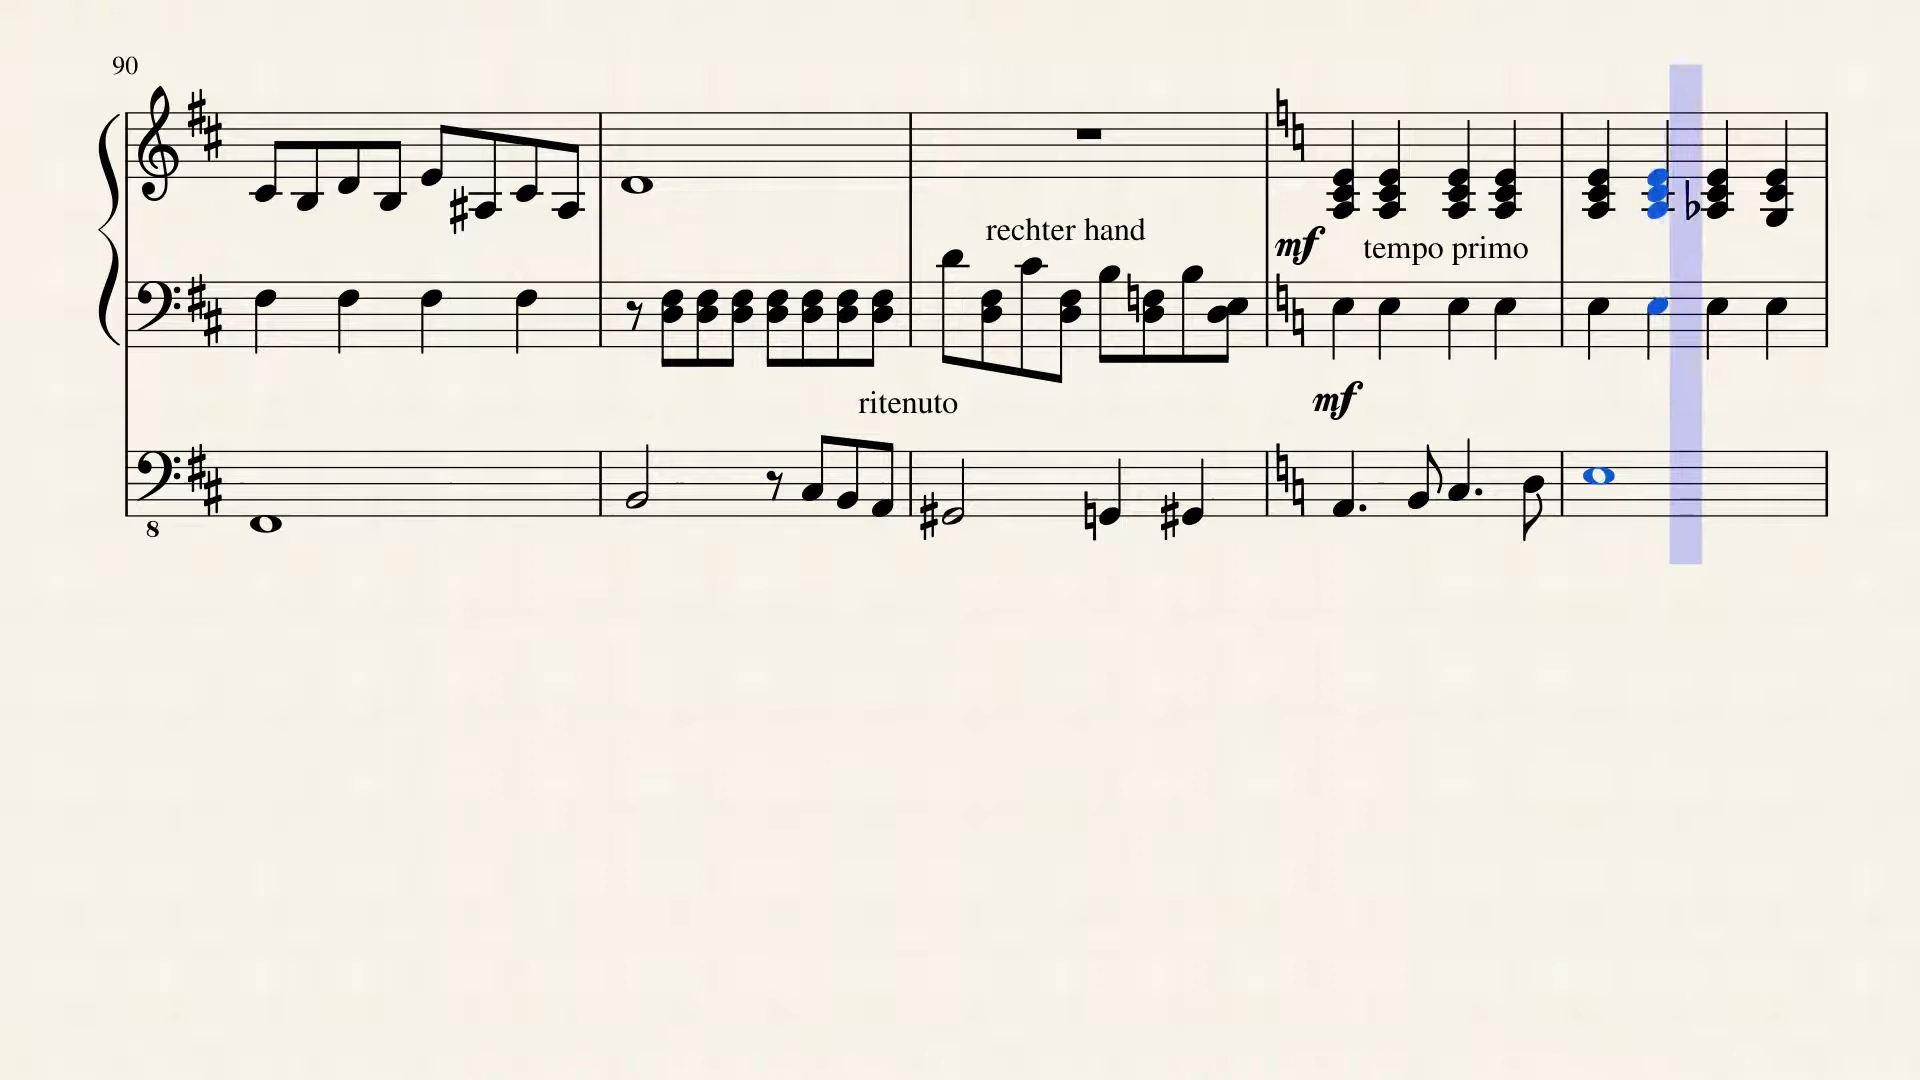 90
rechter hand
mf
tempo primo
mf
ritenuto
8